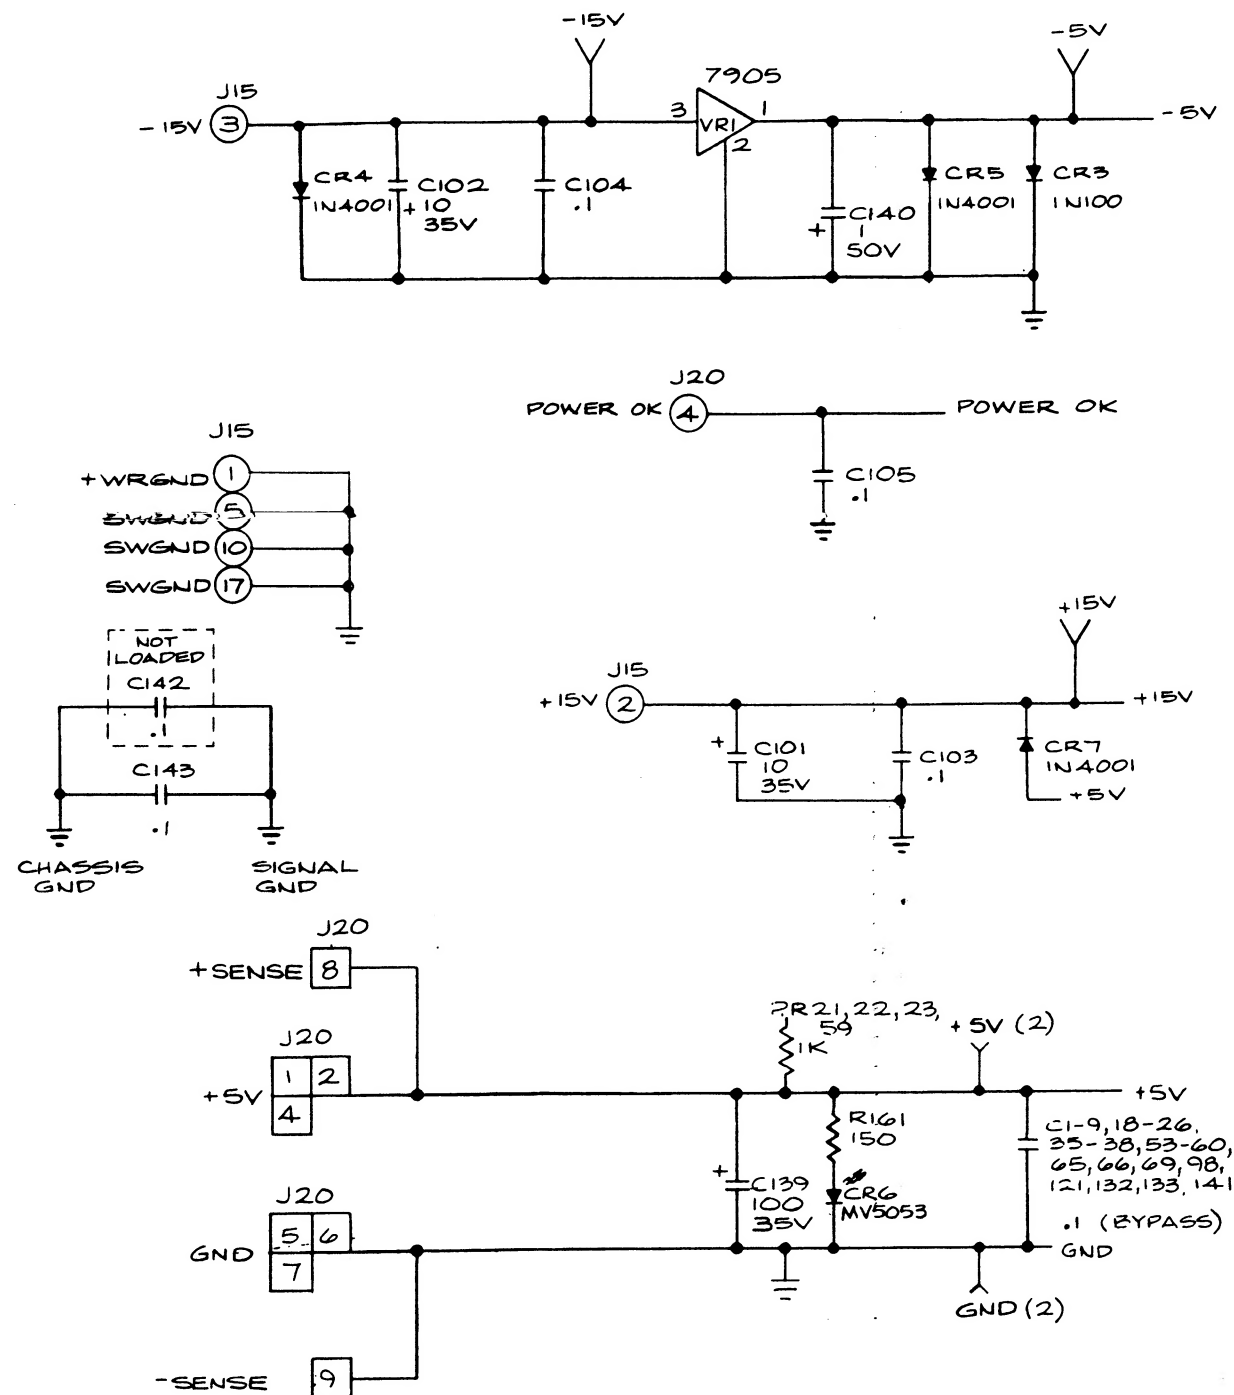 -15V
-5V
J15
7905
-15V 3
3
VR1
1
2
-5V
CR4
1N4001
C102
+ 10
35V
C104
.1
C140
+ 1
50V
CR5
1N4001
CR3
1N100
J20
POWER OK 4
POWER OK
C105
.1
J15
+WRGND 1
SWGND 5
SWGND 10
SWGND 17
NOT
LOADED
C142
.1
C143
.1
CHASSIS
GND
SIGNAL
GND
+15V
J15
+15V 2
+15V
+ C101
10
35V
C103
.1
CR7
1N4001
+5V
J20
+SENSE 8
J20
+5V 1 2
4
R21,22,23,
59
1K
+5V (2)
+5V
R161
150
+ C139
100
35V
CR6
MV5053
C1-9,18-26,
35-38,53-60,
65,66,69,98,
121,132,133,141
.1 (BYPASS)
J20
GND 5 6
7
GND
GND (2)
-SENSE 9